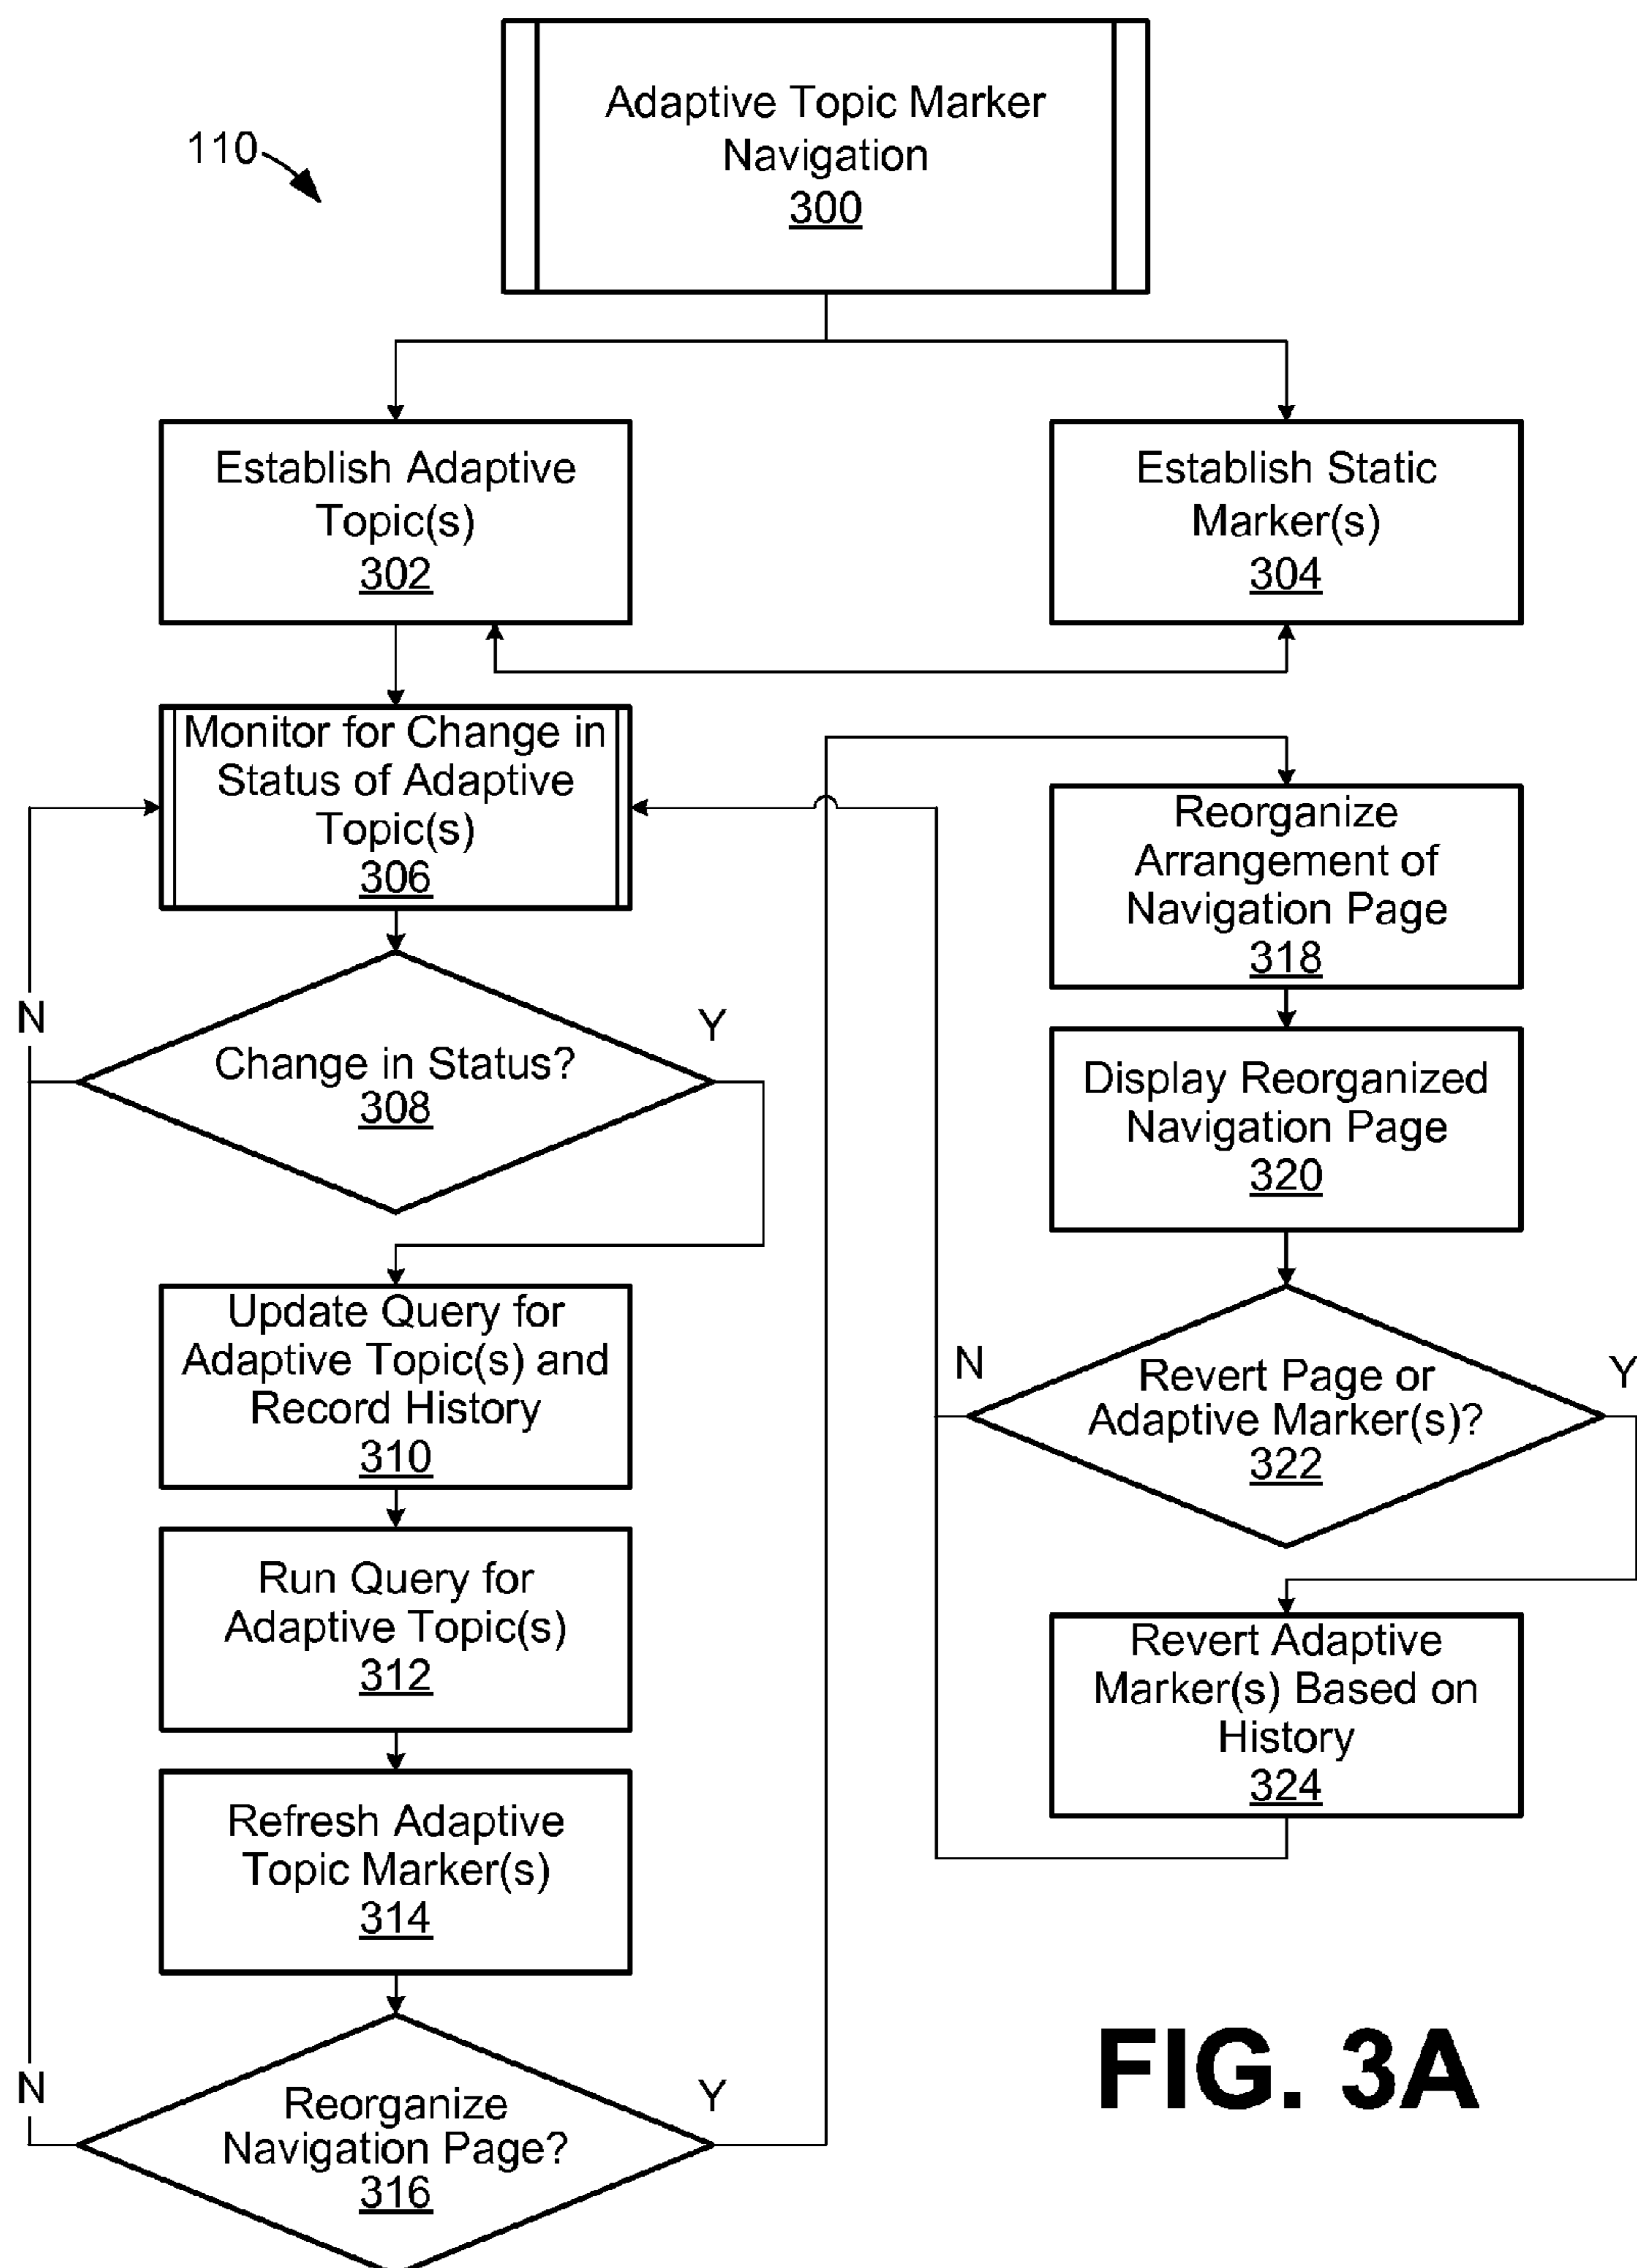 Adaptive Topic Marker
Navigation
300
110
Establish Adaptive
Topic(s)
302
Establish Static
Marker(s)
304
Monitor for Change in
Status of Adaptive
Topic(s)
306
N
Change in Status?
308
Y
Update Query for
Adaptive Topic(s) and
Record History
310
Run Query for
Adaptive Topic(s)
312
Refresh Adaptive
Topic Marker(s)
314
N
Reorganize
Navigation Page?
316
Y
Reorganize
Arrangement of
Navigation Page
318
Display Reorganized
Navigation Page
320
N
Revert Page or
Adaptive Marker(s)?
322
Y
Revert Adaptive
Marker(s) Based on
History
324
FIG. 3A